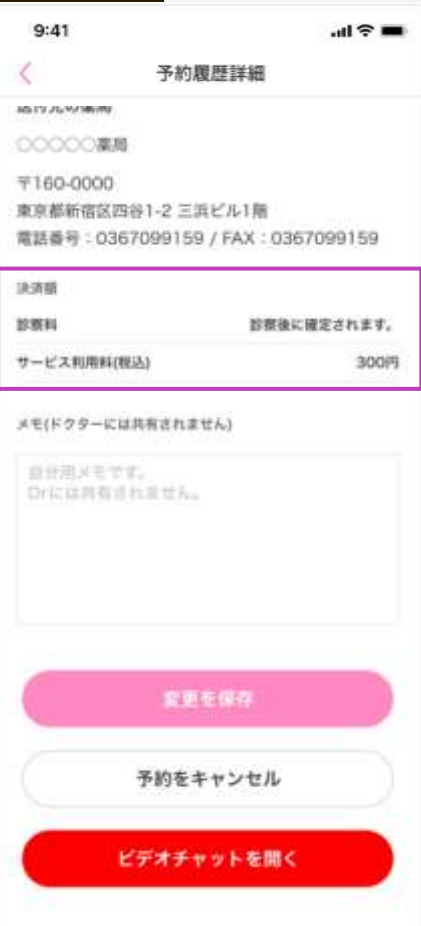 9:41
予約履歴詳細
送付先の薬局
〇〇〇〇〇薬局
〒160-0000
東京都新宿区四谷1-2 三浜ビル1階
電話番号：0367099159 / FAX：0367099159
決済額
診察料 診察後に確定されます。
サービス利用料(税込) 300円
メモ(ドクターには共有されません)
自分用メモです。
Drには共有されません。
変更を保存
予約をキャンセル
ビデオチャットを開く